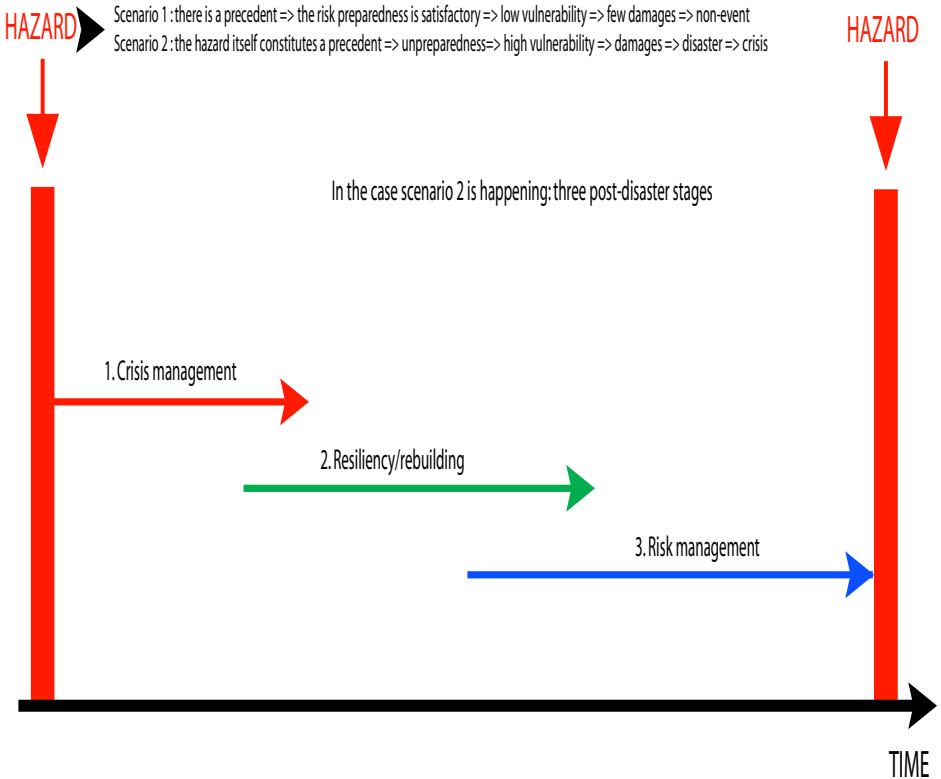 HAZARD
Scenario 1 : there is a precedent => the risk preparedness is satisfactory => low vulnerability => few damages => non-event
Scenario 2 : the hazard itself constitutes a precedent => unpreparedness=> high vulnerability => damages => disaster => crisis
HAZARD
In the case scenario 2 is happening: three post-disaster stages
1. Crisis management
2. Resiliency/rebuilding
3. Risk management
TIME